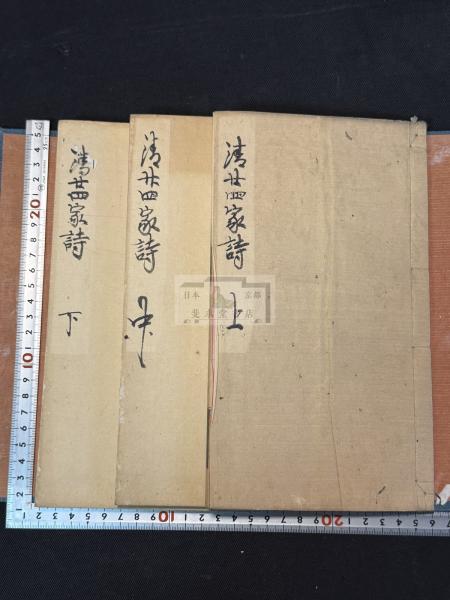 清廿四家詩 上
清廿四家詩 中
清廿四家詩 下
日本 京都
堂書店